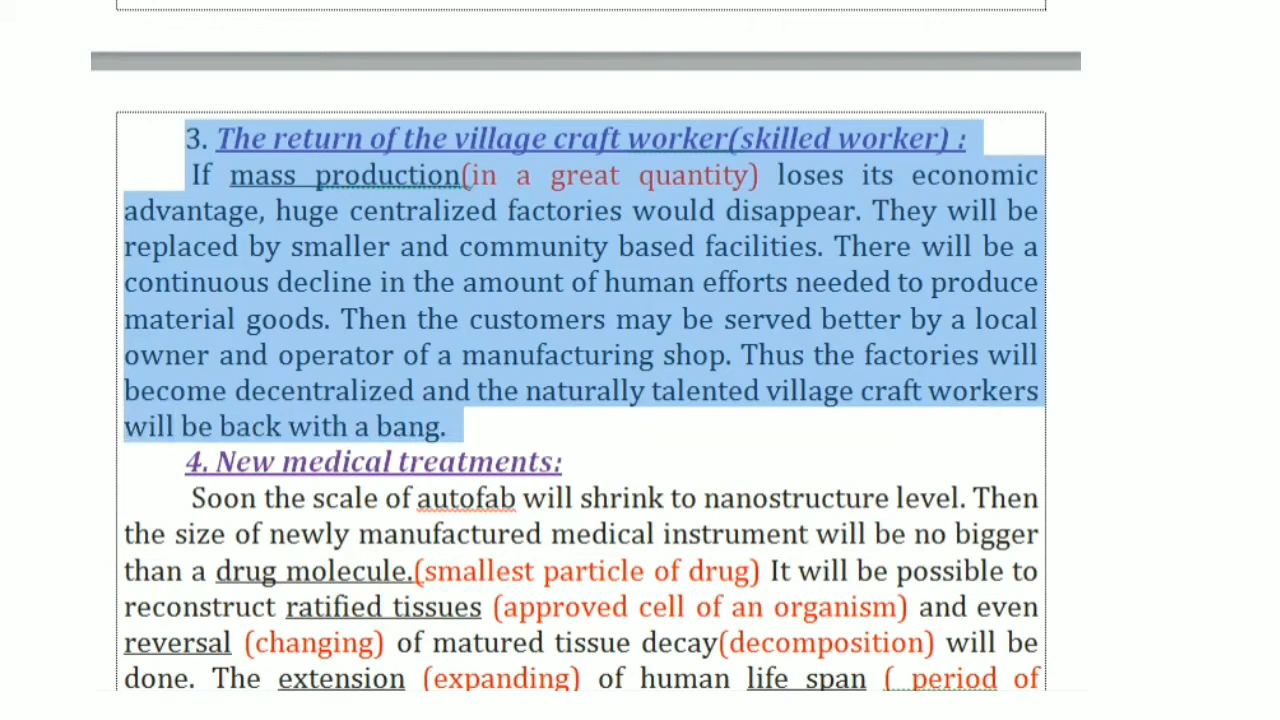 3. The return of the village craft worker(skilled worker) :
If mass production(in a great quantity) loses its economic
advantage, huge centralized factories would disappear. They will be
replaced by smaller and community based facilities. There will be a
continuous decline in the amount of human efforts needed to produce
material goods. Then the customers may be served better by a local
owner and operator of a manufacturing shop. Thus the factories will
become decentralized and the naturally talented village craft workers
will be back with a bang.
4. New medical treatments:
Soon the scale of autofab will shrink to nanostructure level. Then
the size of newly manufactured medical instrument will be no bigger
than a drug molecule.(smallest particle of drug) It will be possible to
reconstruct ratified tissues (approved cell of an organism) and even
reversal (changing) of matured tissue decay(decomposition) will be
done. The extension (expanding) of human life span ( period of